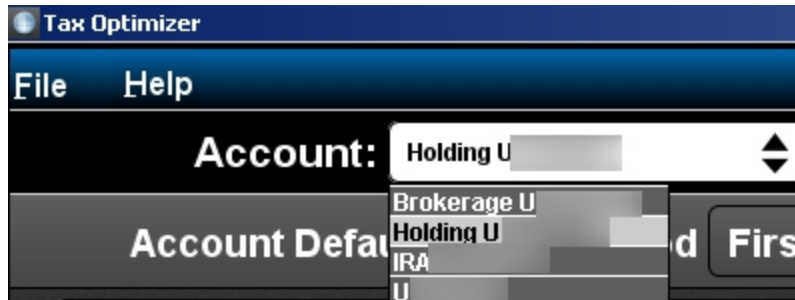 Tax Optimizer
File Help
Account: Holding U
Brokerage U
Account Defau
Holding U
d Firs
IRA
U